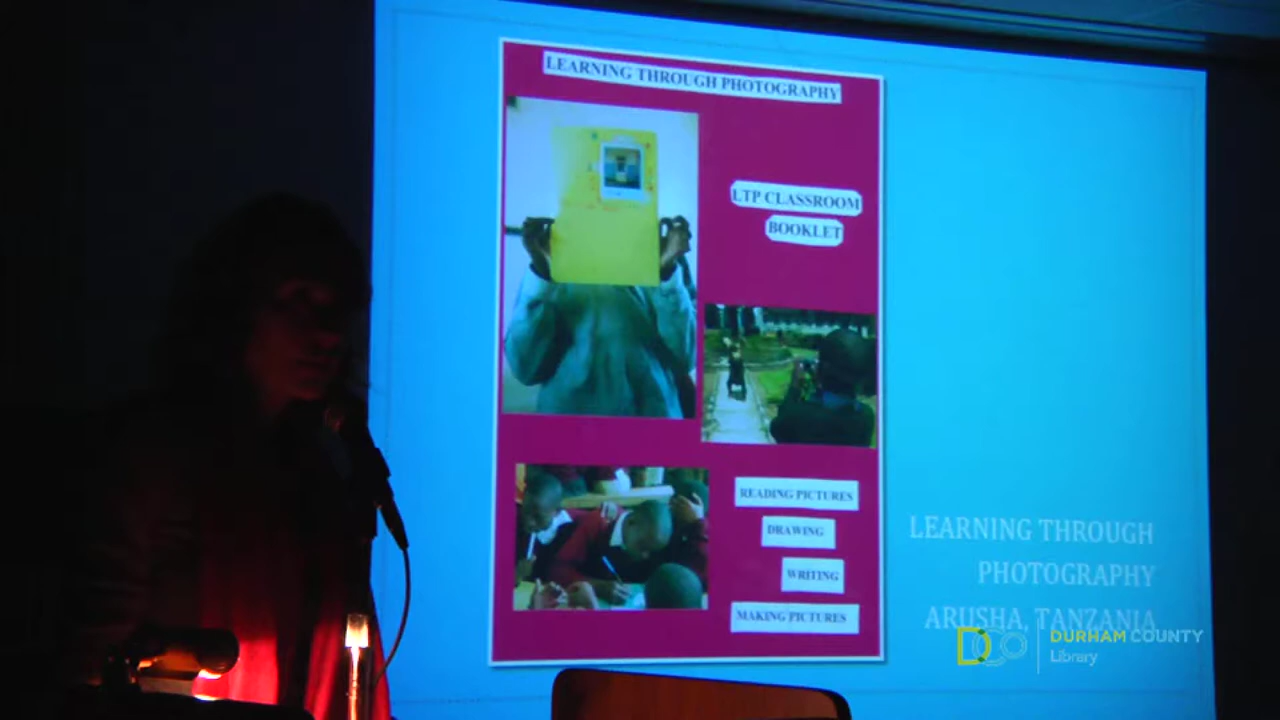 LEARNING THROUGH PHOTOGRAPHY
LTP CLASSROOM
BOOKLET
READING PICTURES
DRAWING
WRITING
MAKING PICTURES
LEARNING THROUGH
PHOTOGRAPHY
ARUSHA, TANZANIA
DURHAM COUNTY
Library